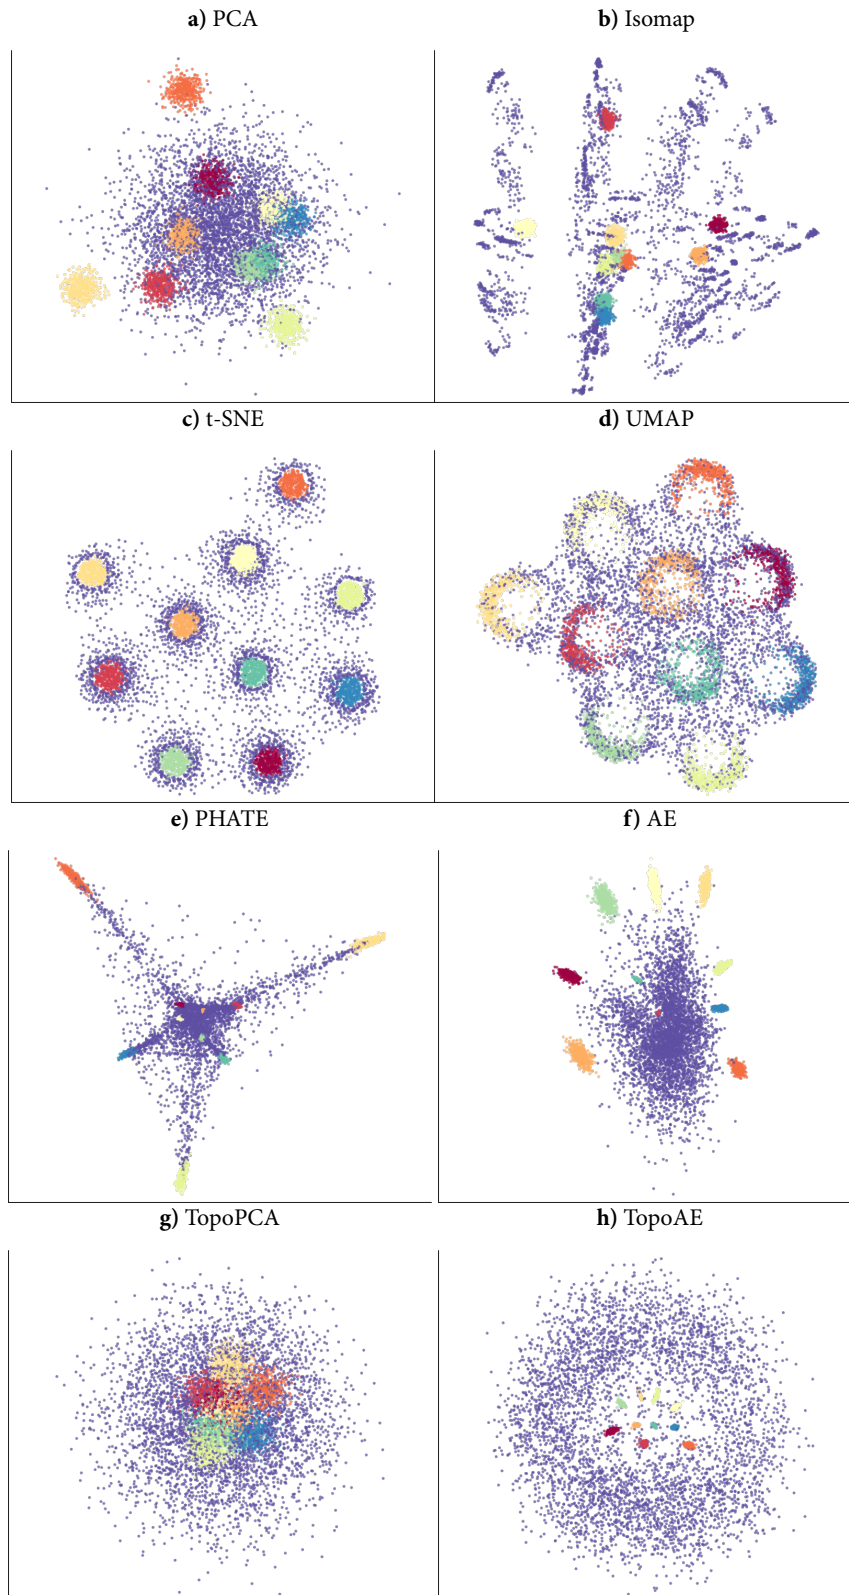 a) PCA
b) Isomap
c) t-SNE
d) UMAP
e) PHATE
f) AE
g) TopoPCA
h) TopoAE